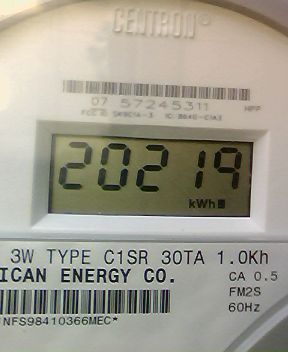 CENTRON®
07 57245311
20219
kWh
3W TYPE C1SR 30TA 1.0Kh
ICAN ENERGY CO.
CA 0.5
FM2S
60Hz
NFS98410366MEC*